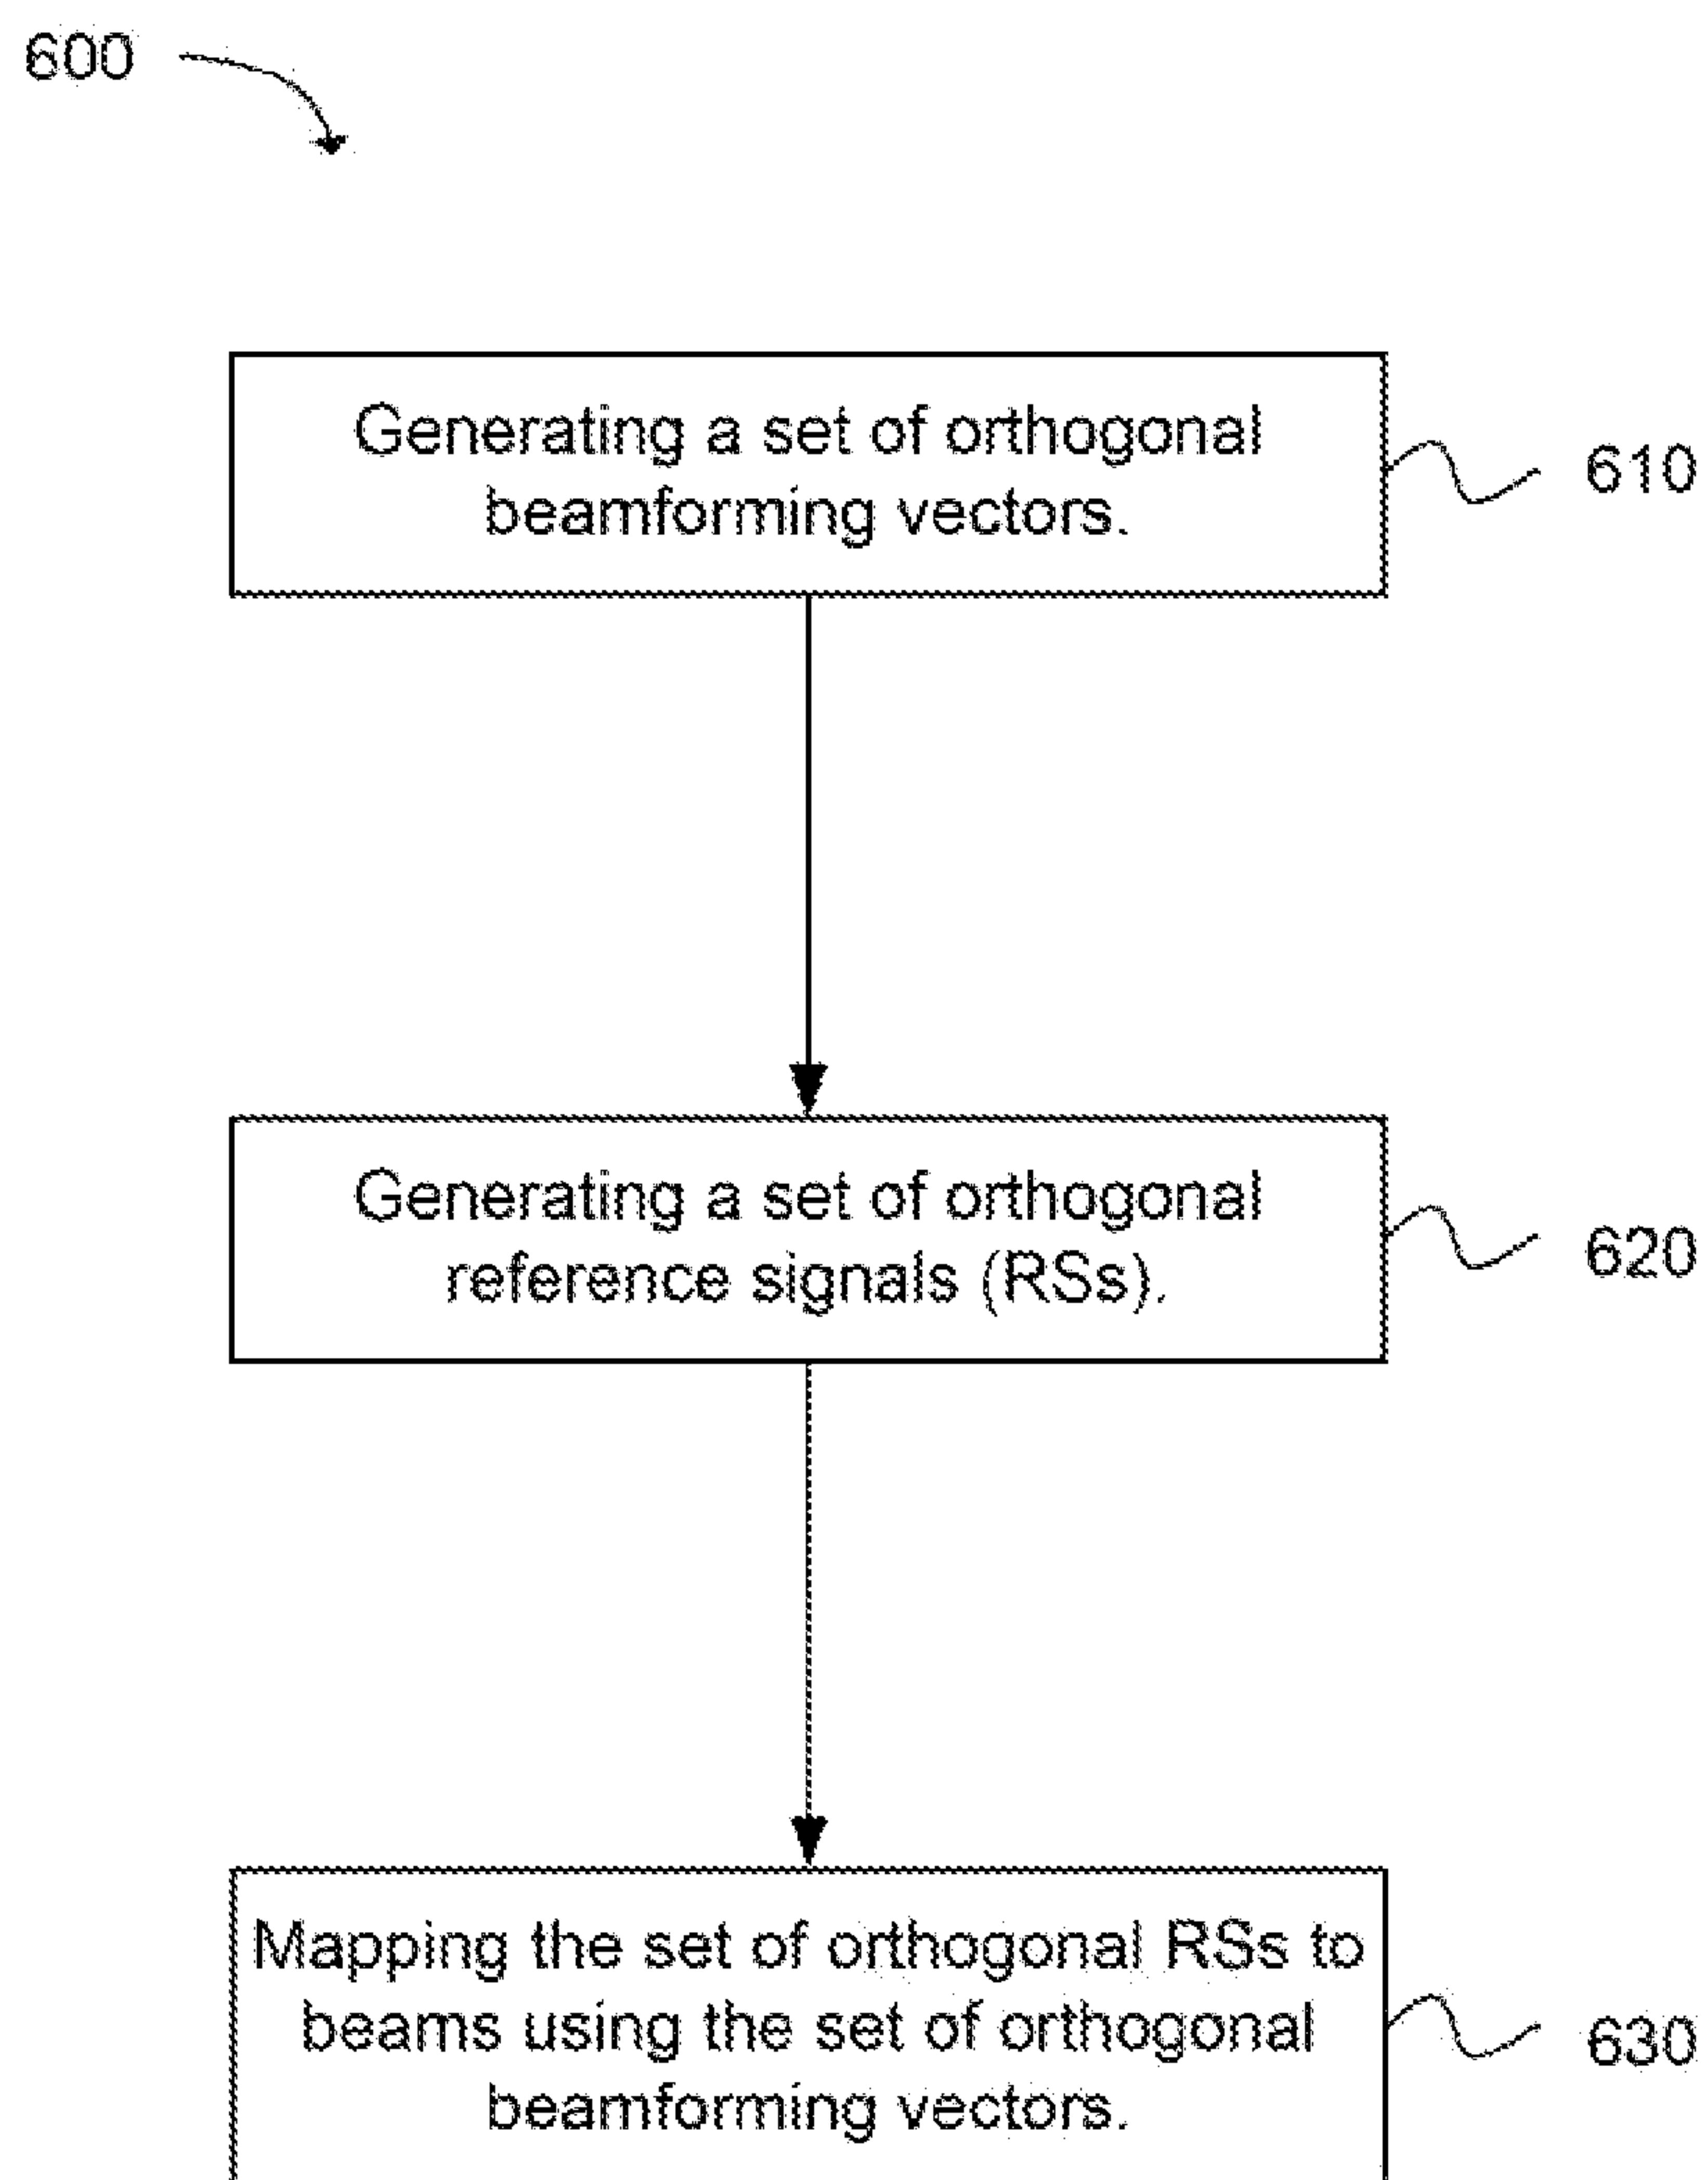 600
Generating a set of orthogonal
beamforming vectors.
610
Generating a set of orthogonal
reference signals (RSs).
620
Mapping the set of orthogonal RSs to
beams using the set of orthogonal
beamforming vectors.
630